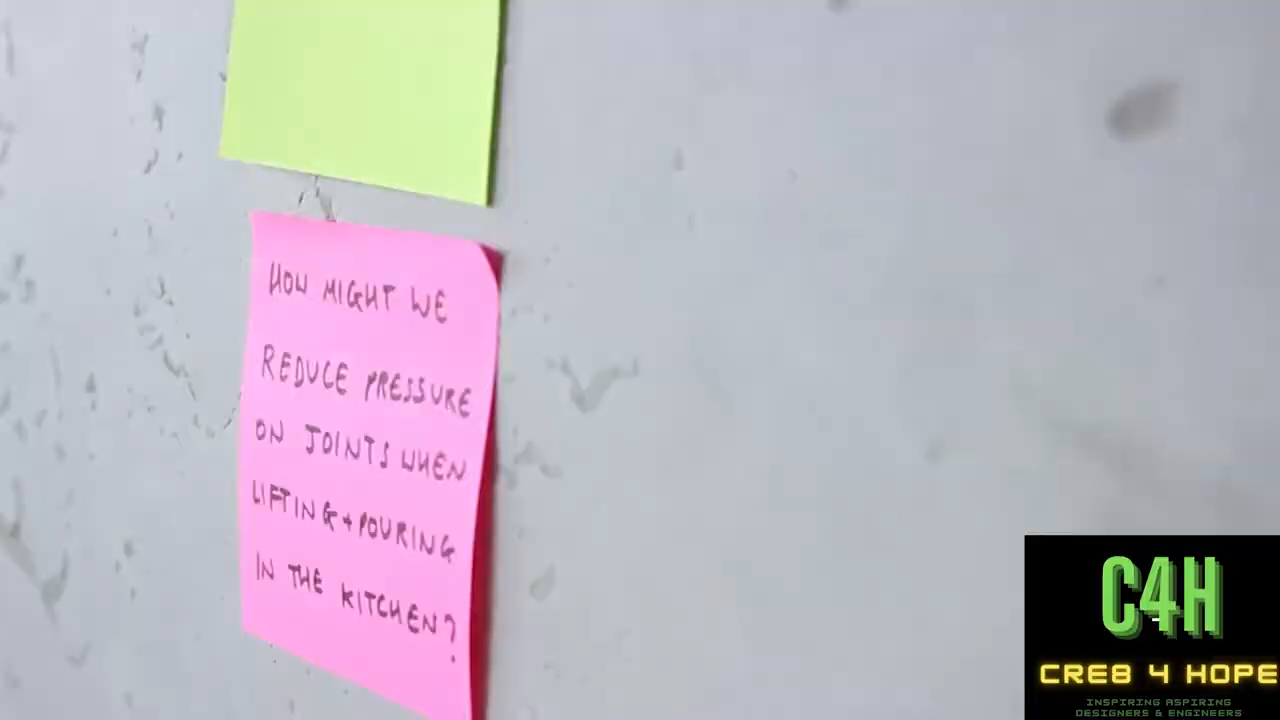 HOW MIGHT WE
REDUCE PRESSURE
ON JOINTS WHEN
LIFTING+POURING
IN THE KITCHEN?
C4H
CRE8 4 HOPE
INSPIRING ASPIRING
DESIGNERS & ENGINEERS